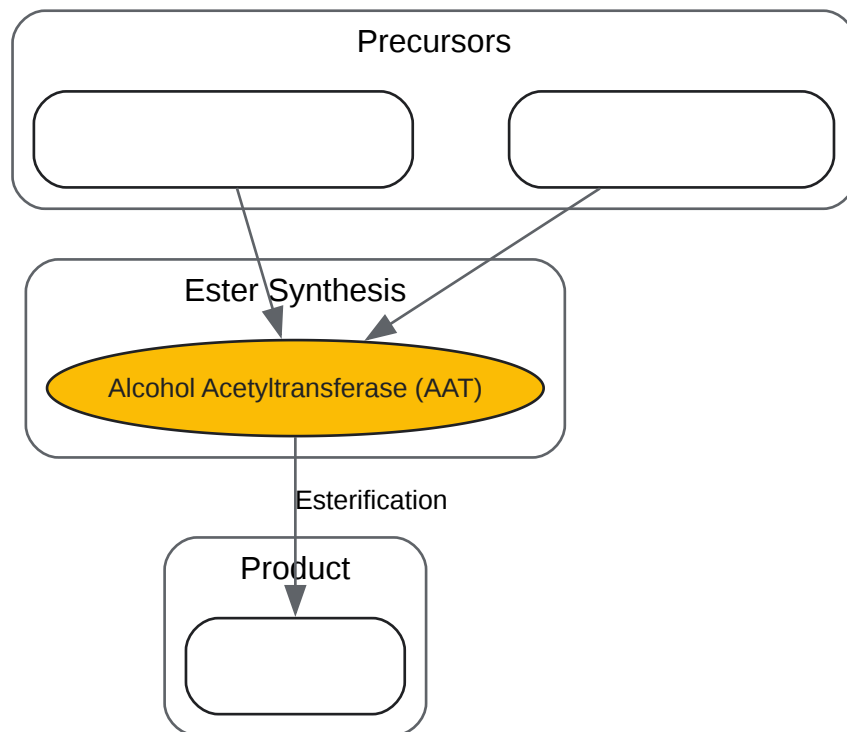 Precursors
Ester Synthesis
Alcohol Acetyltransferase (AAT)
Esterification
Product